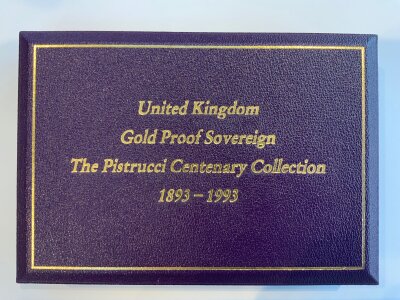 United Kingdom
Gold Proof Sovereign
The Pistrucci Centenary Collection
1893 – 1993